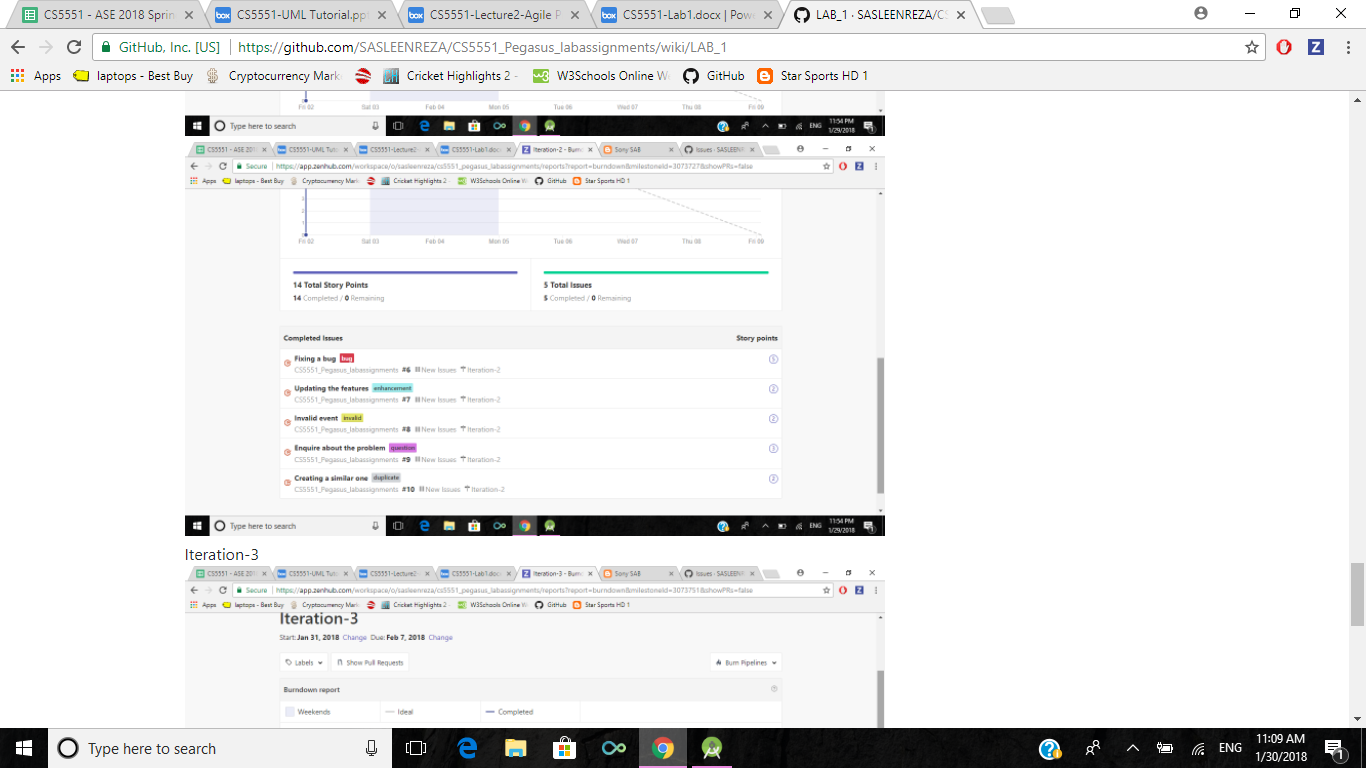 CS5551 - ASE 2018 Sprin
CS5551-UML Tutorial.ppt
CS5551-Lecture2-Agile P
CS5551-Lab1.docx | Pow
LAB_1 · SASLEENREZA/CS
GitHub, Inc. [US] | https://github.com/SASLEENREZA/CS5551_Pegasus_labassignments/wiki/LAB_1
Apps laptops - Best Buy Cryptocurrency Mark Cricket Highlights 2 - W3Schools Online W GitHub Star Sports HD 1
Fri 02 Sat 03 Feb 04 Mon 05 Tue 06 Wed 07 Thu 08 Fri 09
Type here to search ENG 11:54 PM
1/29/2018
CS5551 - ASE 201 CS5551-UML Tuto CS5551-Lecture2 CS5551-Lab1.doc Iteration-2 - Burn Sony SAB Issues · SASLEEN
Secure | https://app.zenhub.com/workspace/o/sasleenreza/cs5551_pegasus_labassignments/reports?report=burndown&milestoneId=3073727&showPRs=false
Apps laptops - Best Buy Cryptocurrency Mark Cricket Highlights 2 - W3Schools Online W GitHub Star Sports HD 1
3
2
1
0
Fri 02 Sat 03 Feb 04 Mon 05 Tue 06 Wed 07 Thu 08 Fri 09
14 Total Story Points
14 Completed / 0 Remaining
5 Total Issues
5 Completed / 0 Remaining
Completed Issues Story points
Fixing a bug bug
CS5551_Pegasus_labassignments #6 New Issues Iteration-2
Updating the features enhancement 2
CS5551_Pegasus_labassignments #7 New Issues Iteration-2
Invalid event invalid 2
CS5551_Pegasus_labassignments #8 New Issues Iteration-2
Enquire about the problem question
CS5551_Pegasus_labassignments #9 New Issues Iteration-2
Creating a similar one duplicate 2
CS5551_Pegasus_labassignments #10 New Issues Iteration-2
Type here to search ENG 11:54 PM
1/29/2018
Iteration-3
CS5551 - ASE 201 CS5551-UML Tuto CS5551-Lecture2 CS5551-Lab1.doc Iteration-3 - Burn Sony SAB Issues · SASLEEN
Secure | https://app.zenhub.com/workspace/o/sasleenreza/cs5551_pegasus_labassignments/reports?report=burndown&milestoneId=3073751&showPRs=false
Apps laptops - Best Buy Cryptocurrency Mark Cricket Highlights 2 - W3Schools Online W GitHub Star Sports HD 1
Iteration-3
Start: Jan 31, 2018 Change Due: Feb 7, 2018 Change
Labels Show Pull Requests Burn Pipelines
Burndown report
Weekends Ideal Completed
Type here to search ENG 11:09 AM
1/30/2018 1